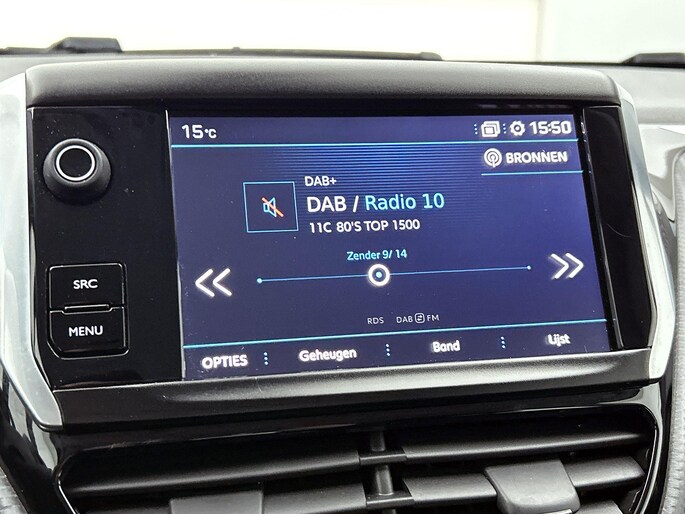 15°C 15:50
BRONNEN
DAB+
DAB / Radio 10
11C 80'S TOP 1500
Zender 9/ 14
SRC
MENU
RDS DAB FM
OPTIES Geheugen Band Lijst